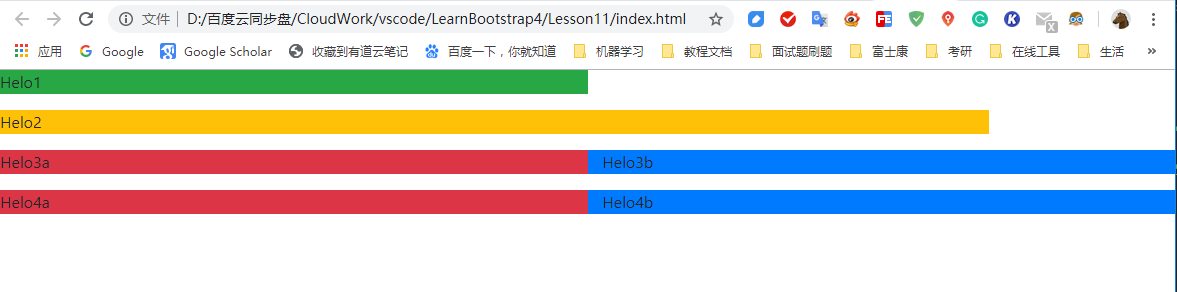 文件 D:/百度云同步盘/CloudWork/vscode/LearnBootstrap4/Lesson11/index.html
应用 Google Google Scholar 收藏到有道云笔记 百度一下，你就知道 机器学习 教程文档 面试题刷题 富士康 考研 在线工具 生活 »
Helo1
Helo2
Helo3a Helo3b
Helo4a Helo4b